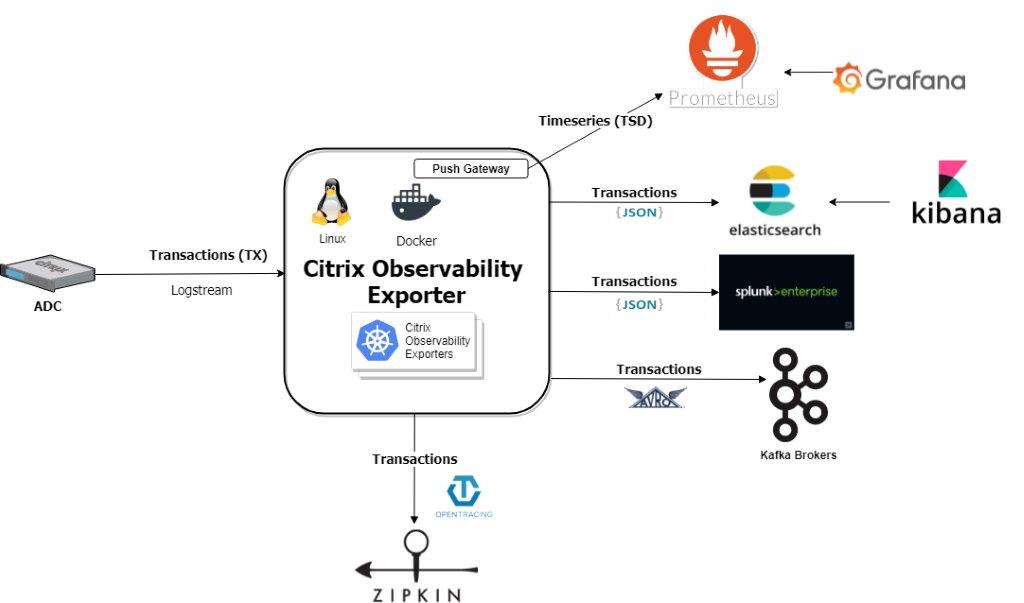 Prometheus
Grafana
Timeseries (TSD)
Push Gateway
Linux
Docker
Transactions
{JSON}
elasticsearch
kibana
citrix
ADC
Transactions (TX)
Logstream
Citrix Observability
Exporter
Citrix
Observability
Exporters
Transactions
{JSON}
splunk>enterprise
Transactions
AVRO
Kafka Brokers
Transactions
OPENTRACING
ZIPKIN